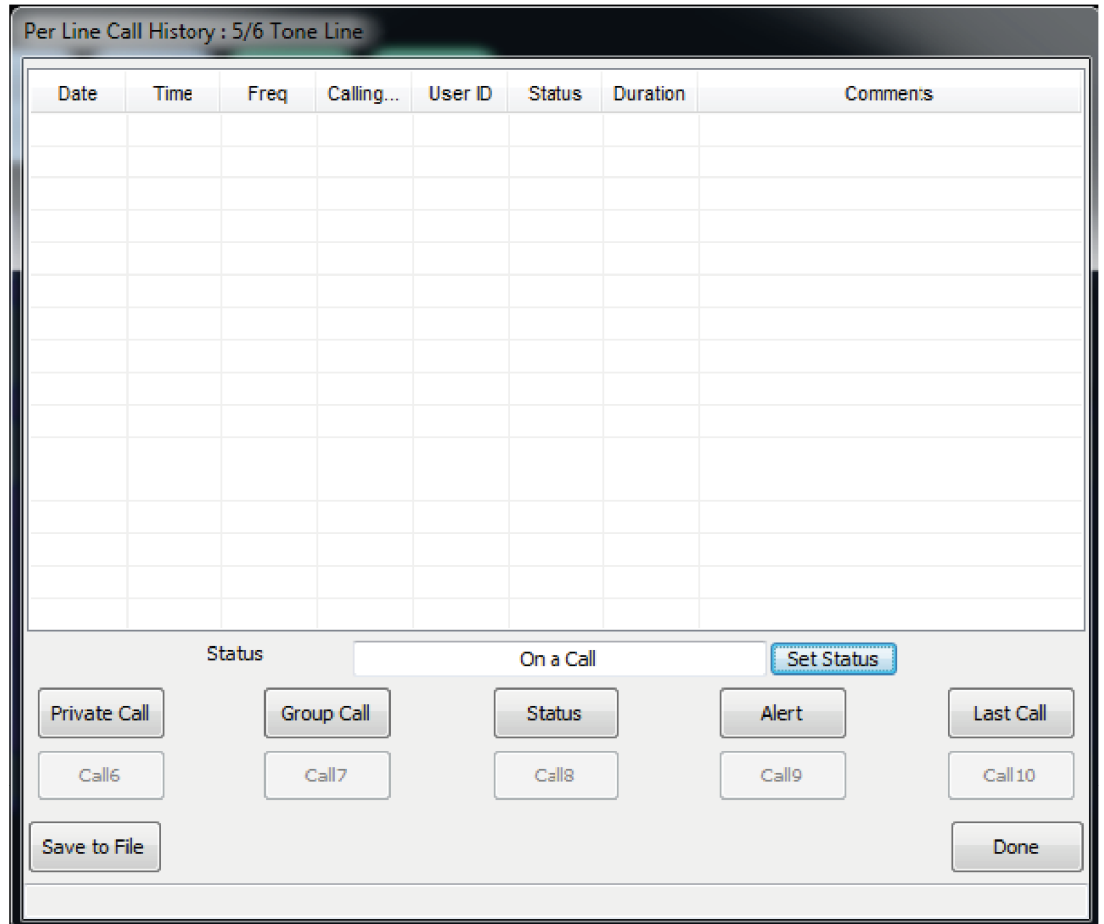 Per Line Call History : 5/6 Tone Line
Date Time Freq Calling... User ID Status Duration Comments
Status On a Call Set Status
Private Call Group Call Status Alert Last Call
Call6 Call7 Call8 Call9 Call10
Save to File Done